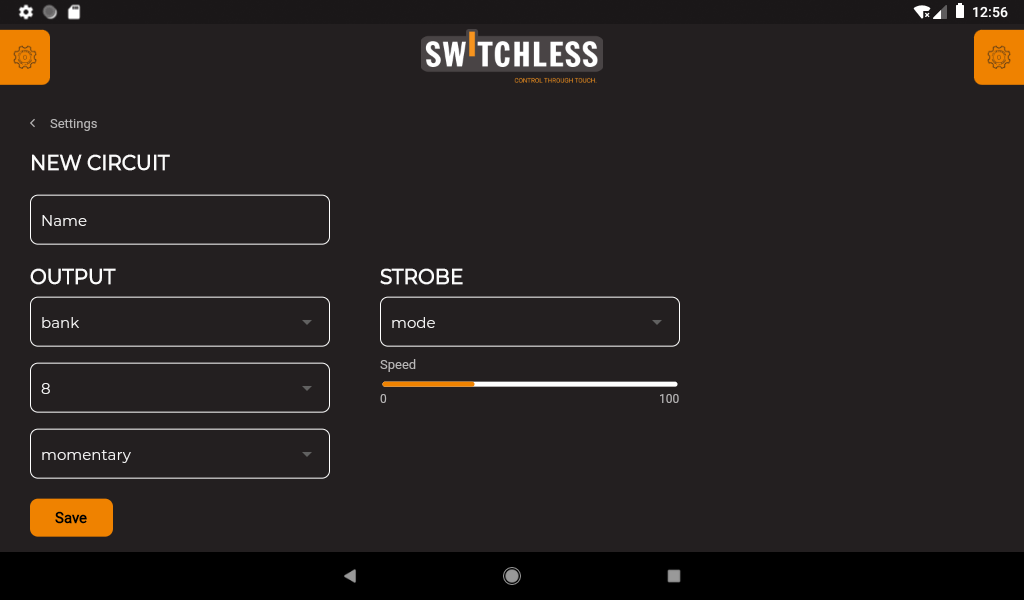 12:56
SWITCHLESS
CONTROL THROUGH TOUCH.
Settings
NEW CIRCUIT
Name
OUTPUT
STROBE
bank
mode
Speed
0 100
8
momentary
Save